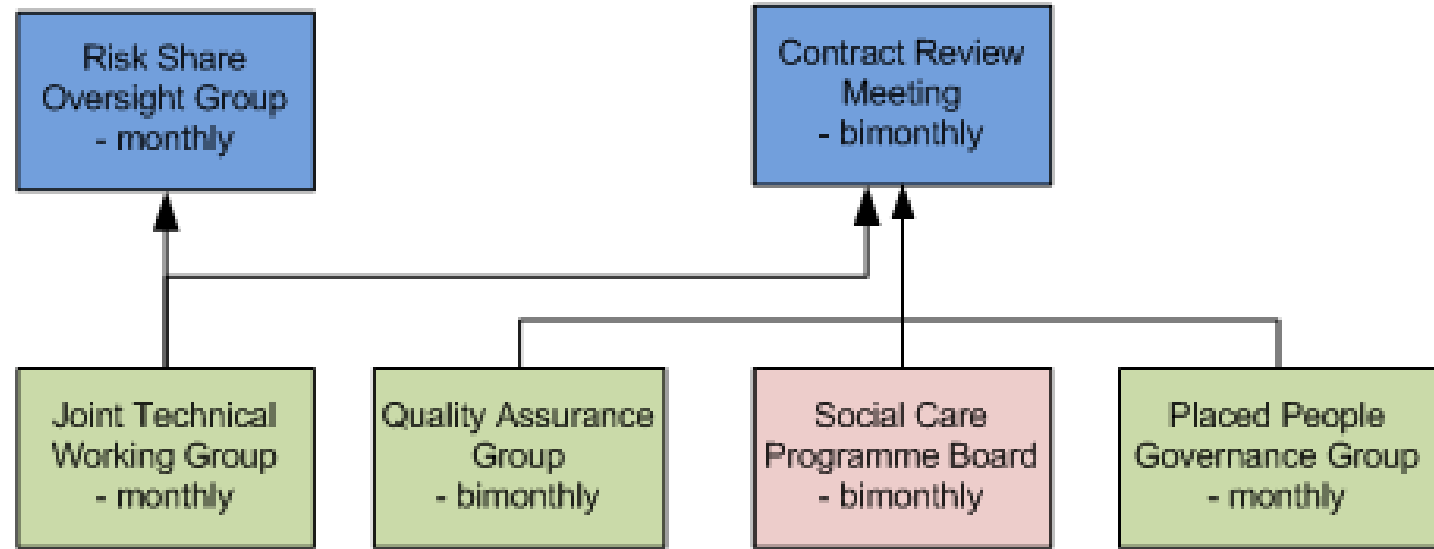 Risk Share
Oversight Group
- monthly
Contract Review
Meeting
- bimonthly
Joint Technical
Working Group
- monthly
Quality Assurance
Group
- bimonthly
Social Care
Programme Board
- bimonthly
Placed People
Governance Group
- monthly